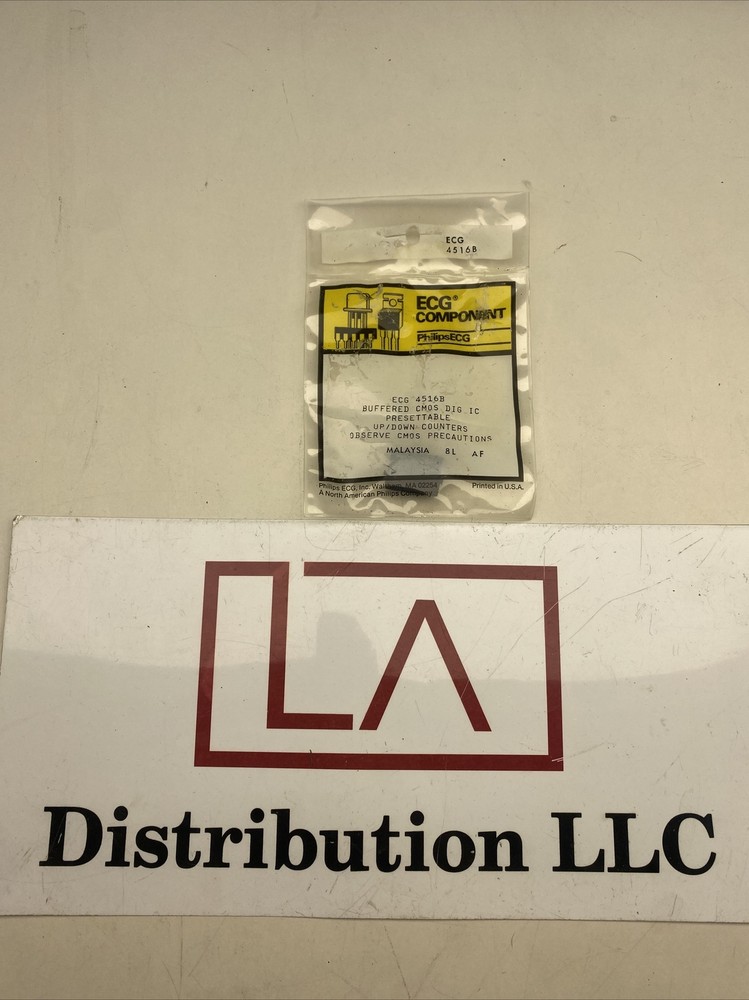 ECG
4516B
ECG®
COMPONENT
PhilipsECG
ECG 4516B
BUFFERED CMOS DIG IC
PRESETTABLE
UP/DOWN COUNTERS
OBSERVE CMOS PRECAUTIONS
MALAYSIA 8L AF
Philips ECG, Inc. Waltham, MA 02254 Printed in U.S.A.
A North American Philips Company
LA
Distribution LLC